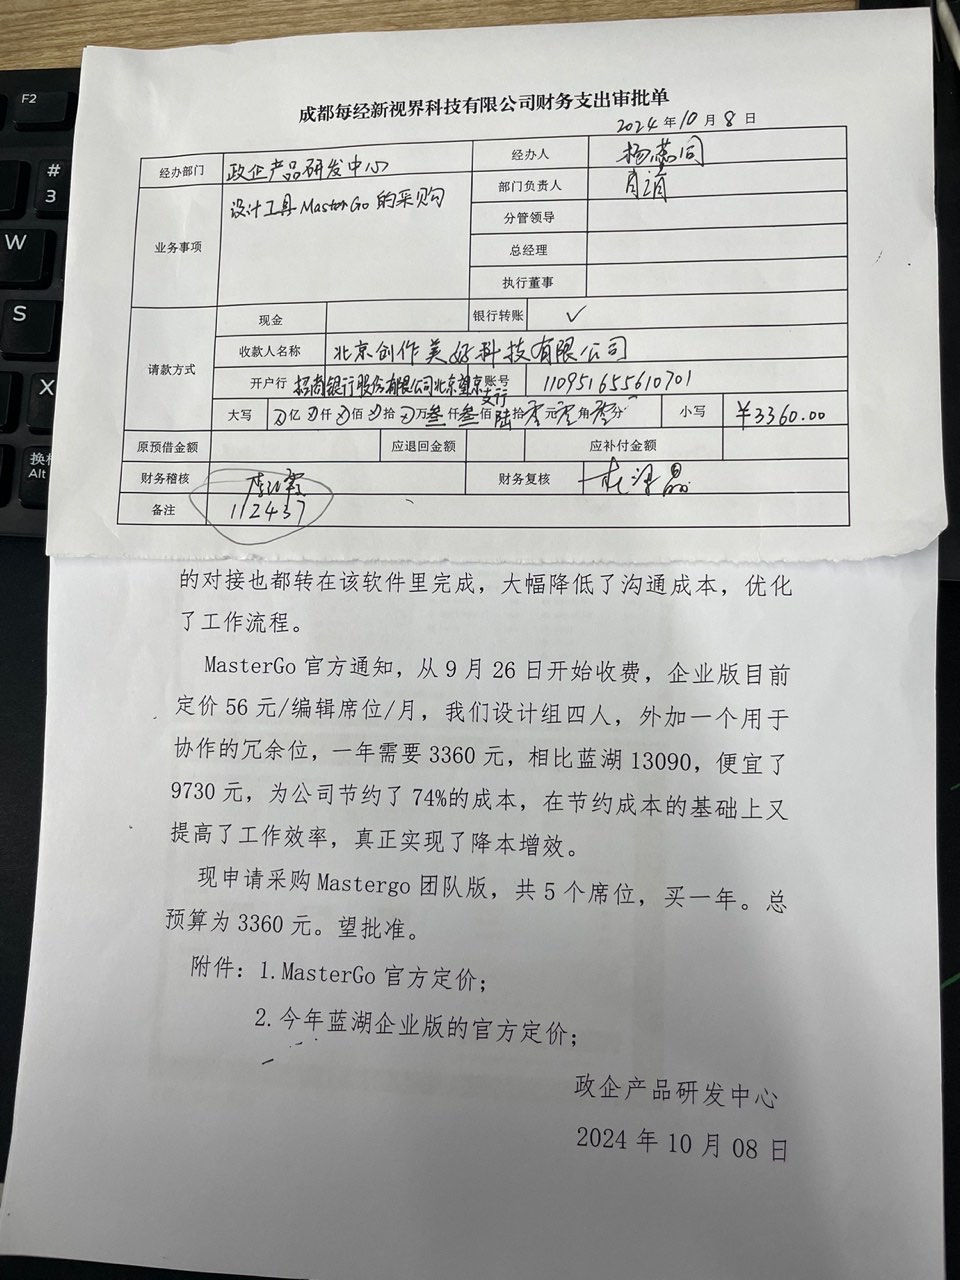 成都每经新视界科技有限公司财务支出审批单
2024 年 10 月 8 日
经办部门 政企产品研发中心 经办人
业务事项 设计工具 MasterGo 的采购 部门负责人
分管领导
总经理
执行董事
请款方式 现金 银行转账 ✓
收款人名称 北京创作美好科技有限公司
开户行 招商银行股份有限公司北京望京支行 账号 110951655610701
大写 亿 仟 佰 拾 万 叁 仟 叁 佰 陆 拾 零 元 零 角 零 分 小写 ¥3360.00
原预借金额 应退回金额 应补付金额
财务稽核 财务复核
备注 112437
的对接也都转在该软件里完成，大幅降低了沟通成本，优化
了工作流程。
MasterGo 官方通知，从 9 月 26 日开始收费，企业版目前
定价 56 元/编辑席位/月，我们设计组四人，外加一个用于
协作的冗余位，一年需要 3360 元，相比蓝湖 13090，便宜了
9730 元，为公司节约了 74%的成本，在节约成本的基础上又
提高了工作效率，真正实现了降本增效。
现申请采购 Mastergo 团队版，共 5 个席位，买一年。总
预算为 3360 元。望批准。
附件：1.MasterGo 官方定价；
2.今年蓝湖企业版的官方定价；
政企产品研发中心
2024 年 10 月 08 日
F2
#
3
W
S
X
换
Alt